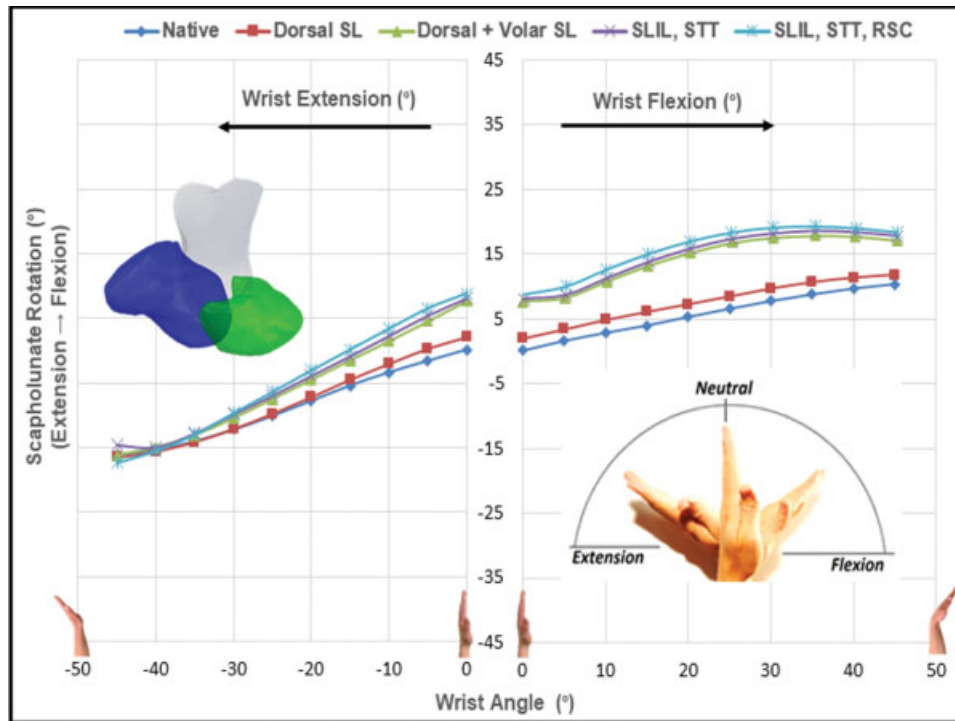 Native Dorsal SL Dorsal + Volar SL SLIL, STT SLIL, STT, RSC
Wrist Extension (°)
Wrist Flexion (°)
Scapholunate Rotation (°)
(Extension → Flexion)
45
35
25
15
5
-5
-15
-25
-35
-45
Neutral
Extension
Flexion
-50 -40 -30 -20 -10 0 0 10 20 30 40 50
Wrist Angle (°)